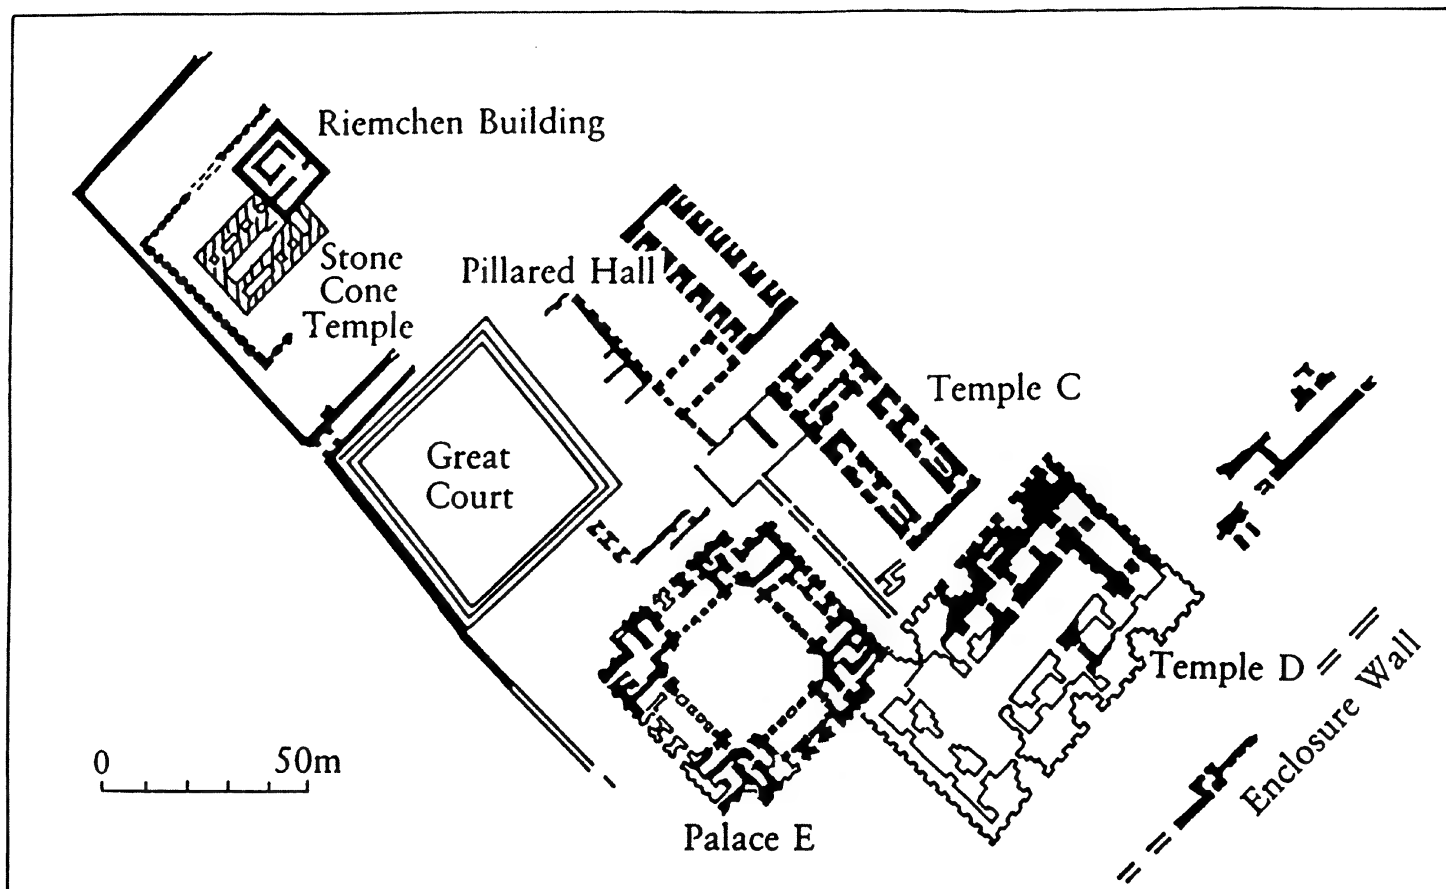 Riemchen Building
Stone
Cone
Temple
Pillared Hall
Great
Court
Temple C
Temple D
Enclosure Wall
Palace E
0 50m